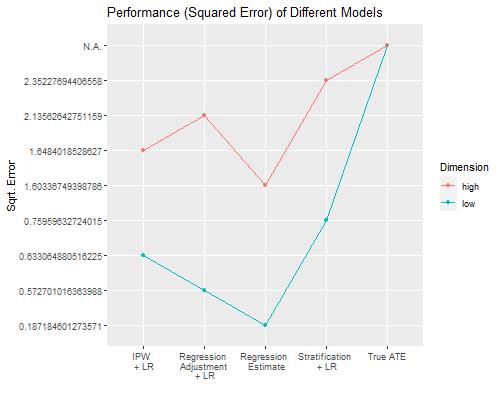 Performance (Squared Error) of Different Models
N.A.
2.35227694406558
2.13562642751159
1.6484018528627
1.60336749398786
0.75959632724015
0.633064880516225
0.572701016363988
0.187184601273571
Sqrt. Error
IPW
+ LR
Regression
Adjustment
+ LR
Regression
Estimate
Stratification
+ LR
True ATE
Dimension
high
low